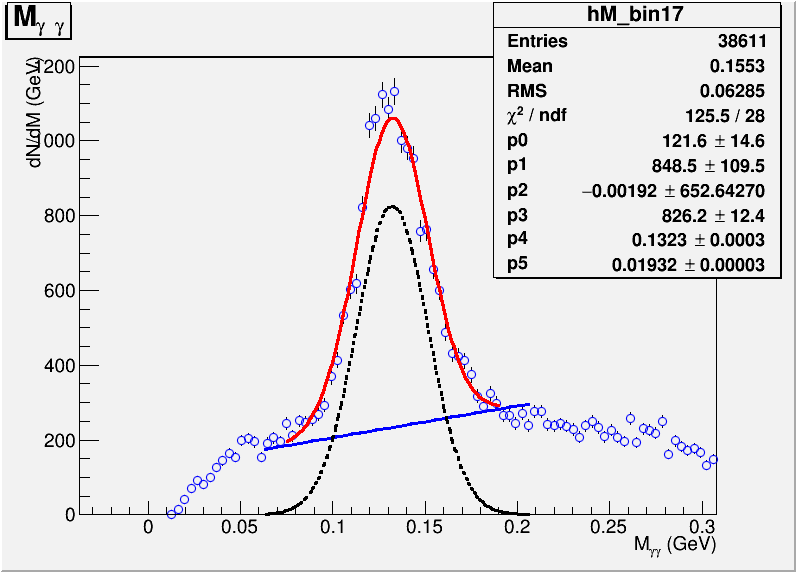 M γ γ
hM_bin17
Entries 38611
Mean 0.1553
RMS 0.06285
χ² / ndf 125.5 / 28
p0 121.6 ± 14.6
p1 848.5 ± 109.5
p2 −0.00192 ± 652.64270
p3 826.2 ± 12.4
p4 0.1323 ± 0.0003
p5 0.01932 ± 0.00003
dN/dM (GeV)
1200
1000
800
600
400
200
0
0 0.05 0.1 0.15 0.2 0.25 0.3
Mγγ (GeV)